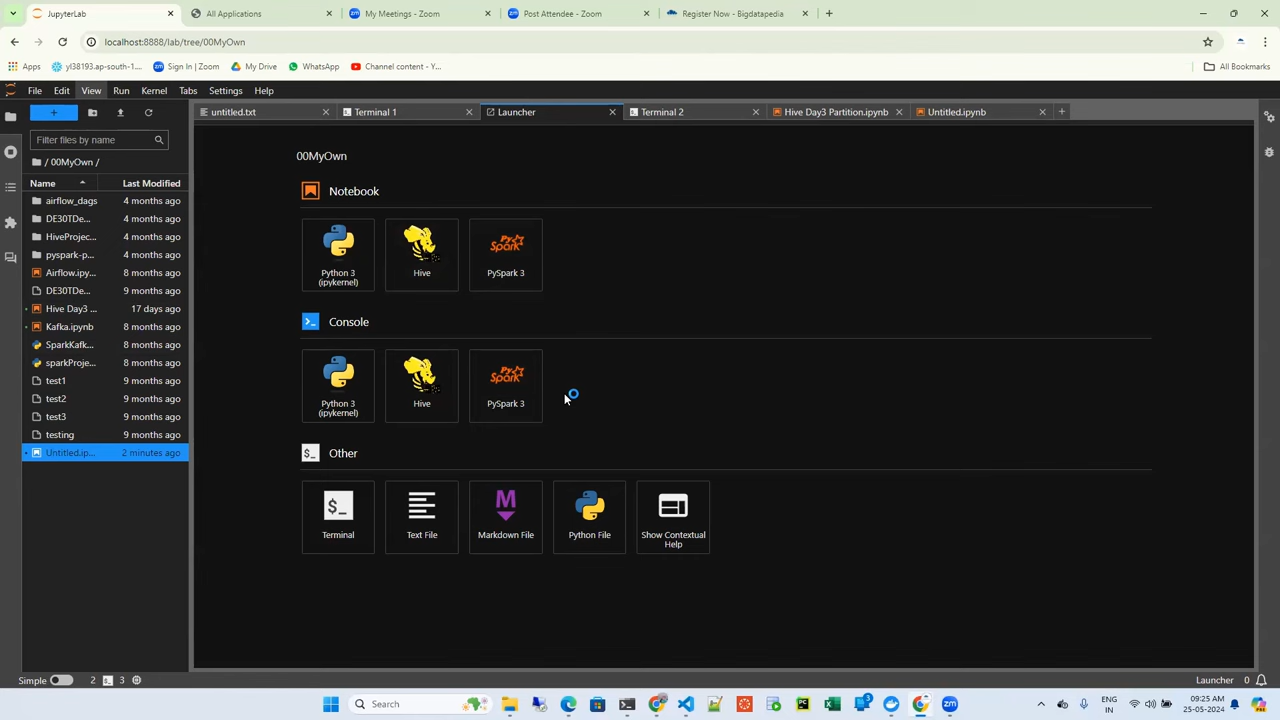 JupyterLab
All Applications
My Meetings - Zoom
Post Attendee - Zoom
Register Now - Bigdatapedia
localhost:8888/lab/tree/00MyOwn
Apps
yl38193.ap-south-1....
Sign In | Zoom
My Drive
WhatsApp
Channel content - Y...
All Bookmarks
File Edit View Run Kernel Tabs Settings Help
untitled.txt
Terminal 1
Launcher
Terminal 2
Hive Day3 Partition.ipynb
Untitled.ipynb
Filter files by name
/ 00MyOwn /
Name Last Modified
airflow_dags 4 months ago
DE30TDe... 4 months ago
HiveProjec... 4 months ago
pyspark-p... 4 months ago
Airflow.ipy... 8 months ago
DE30TDe... 9 months ago
Hive Day3 ... 17 days ago
Kafka.ipynb 8 months ago
SparkKafk... 8 months ago
sparkProje... 8 months ago
test1 9 months ago
test2 9 months ago
test3 9 months ago
testing 9 months ago
Untitled.ip... 2 minutes ago
00MyOwn
Notebook
Python 3 (ipykernel)
Hive
PySpark 3
Console
Python 3 (ipykernel)
Hive
PySpark 3
Other
$_
Terminal
Text File
M
Markdown File
Python File
Show Contextual Help
Simple 2 3
Launcher 0
Search
ENG
IN
09:25 AM
25-05-2024